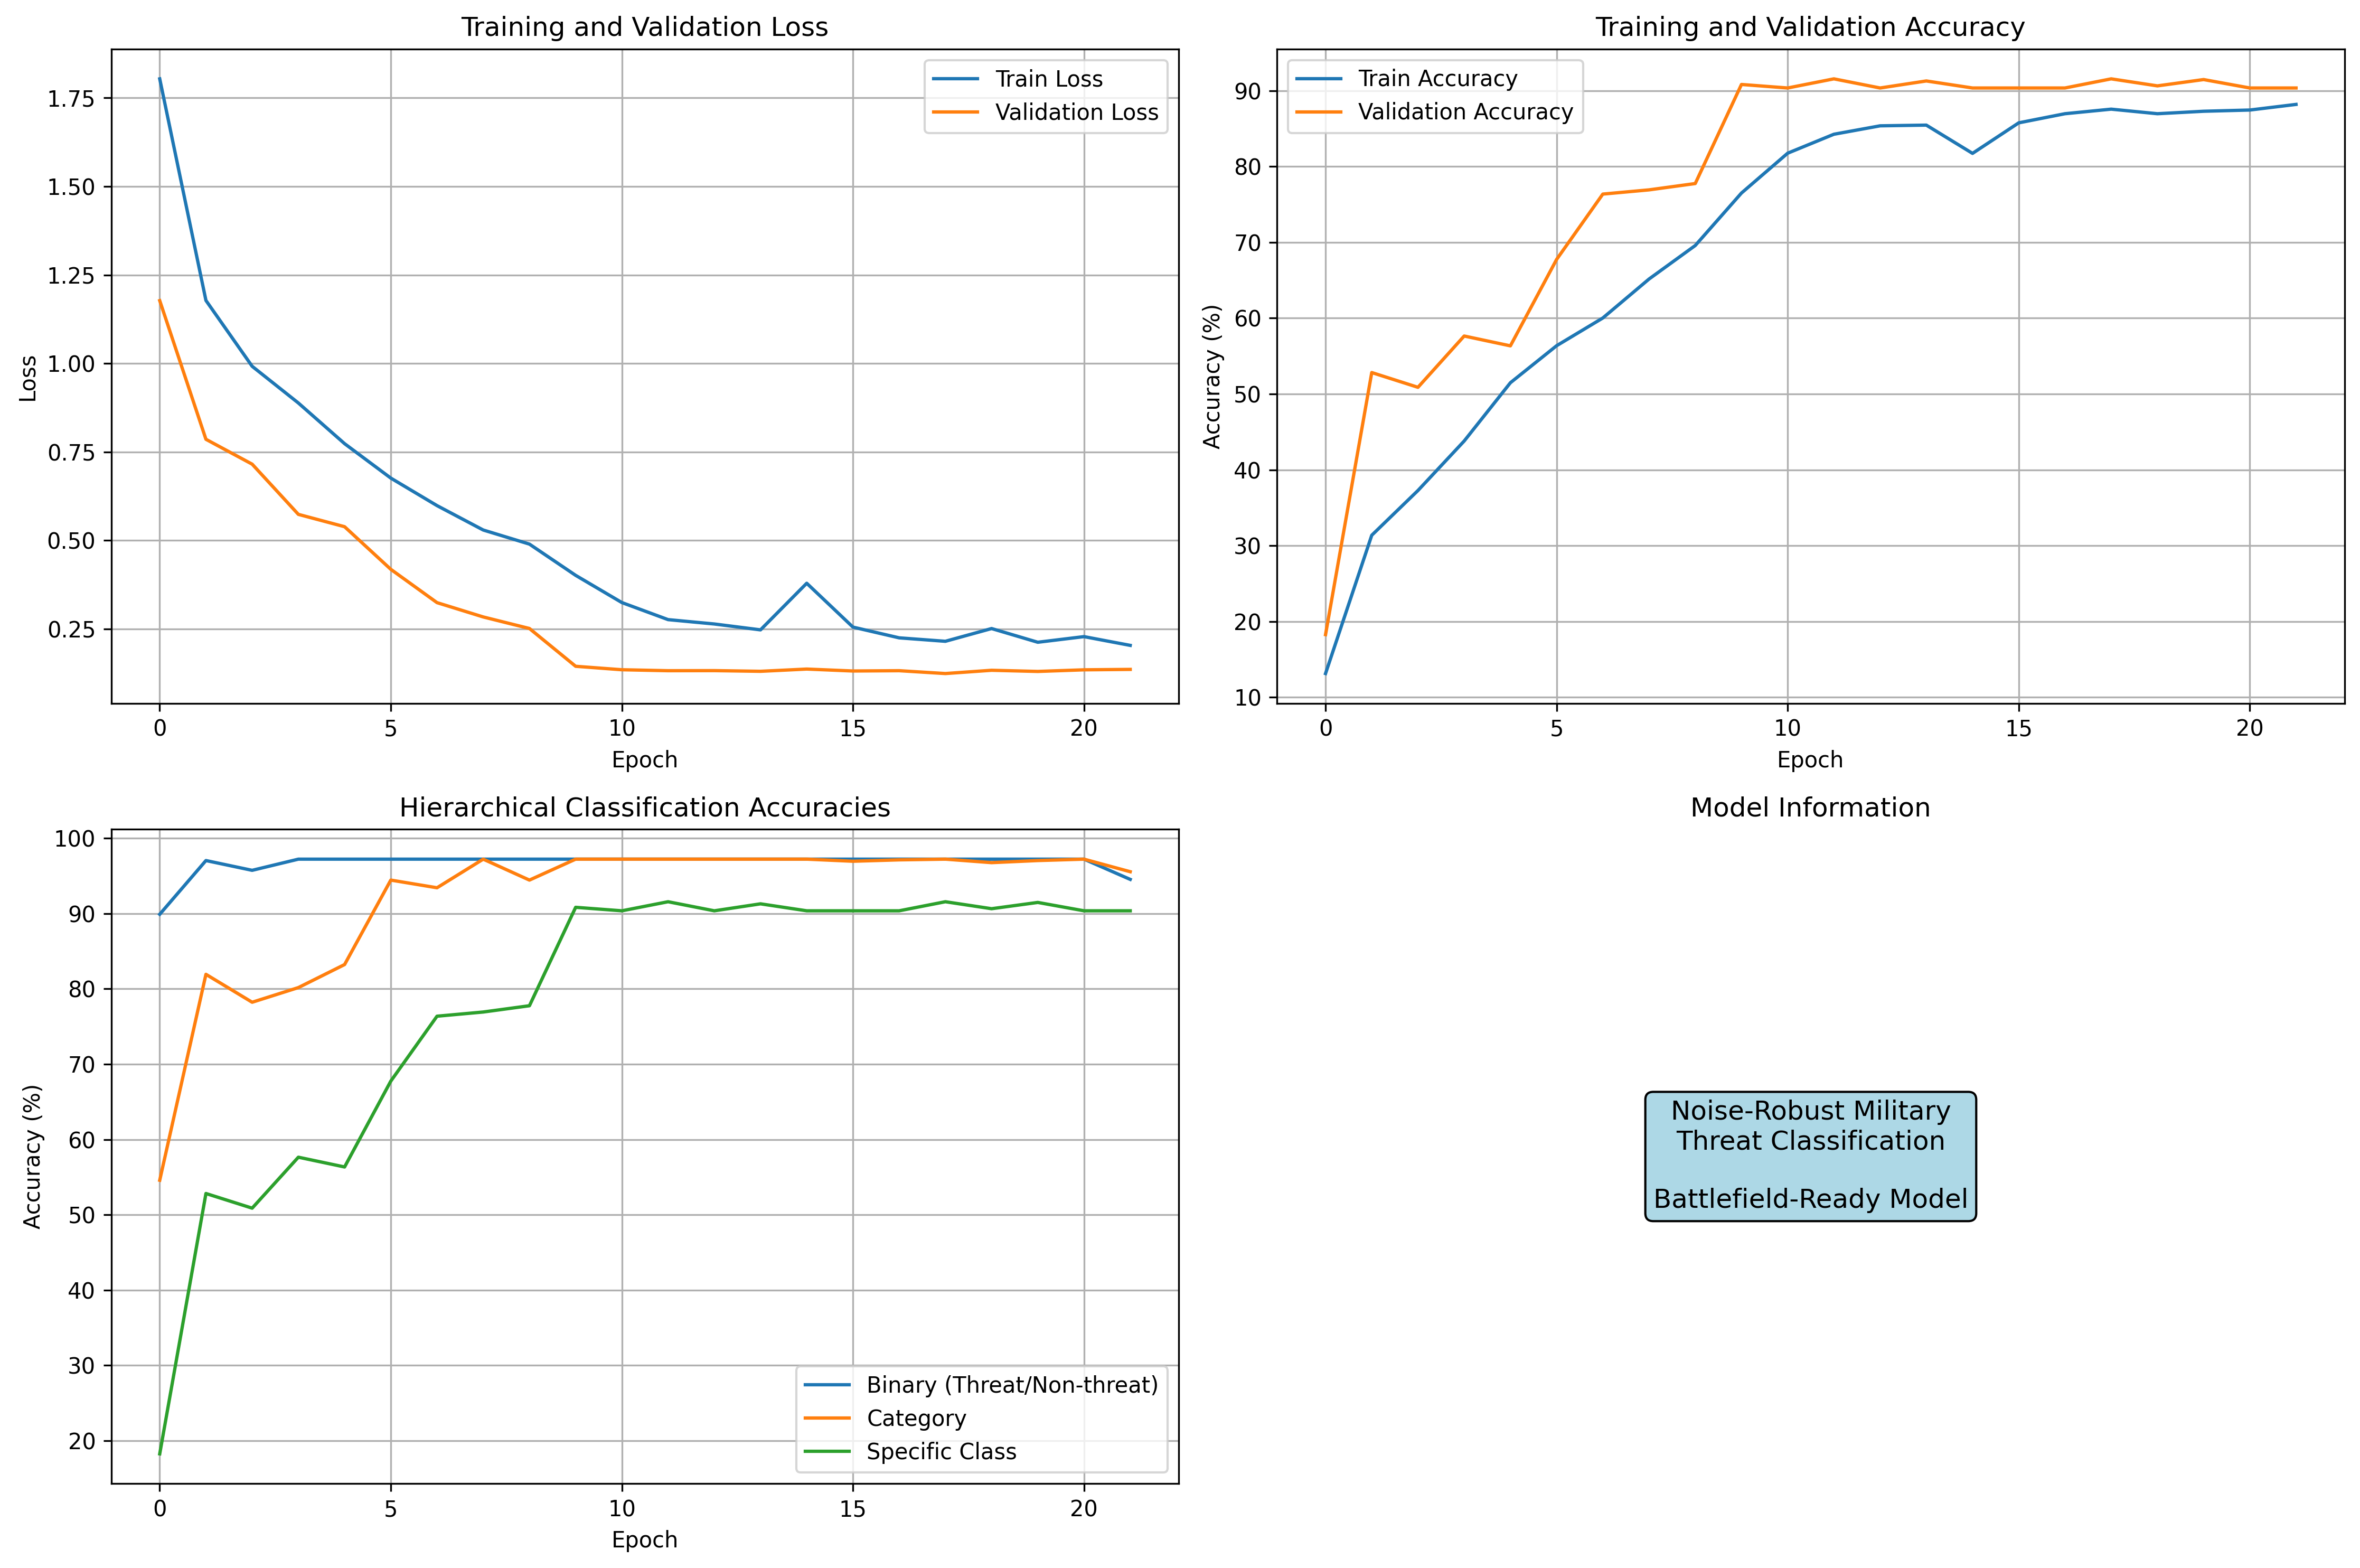 Training and Validation Loss
Train Loss
Validation Loss
1.75
1.50
1.25
1.00
0.75
0.50
0.25
Loss
0 5 10 15 20
Epoch
Training and Validation Accuracy
Train Accuracy
Validation Accuracy
90
80
70
60
50
40
30
20
10
Accuracy (%)
0 5 10 15 20
Epoch
Hierarchical Classification Accuracies
100
90
80
70
60
50
40
30
20
Accuracy (%)
Binary (Threat/Non-threat)
Category
Specific Class
0 5 10 15 20
Epoch
Model Information
Noise-Robust Military
Threat Classification
Battlefield-Ready Model